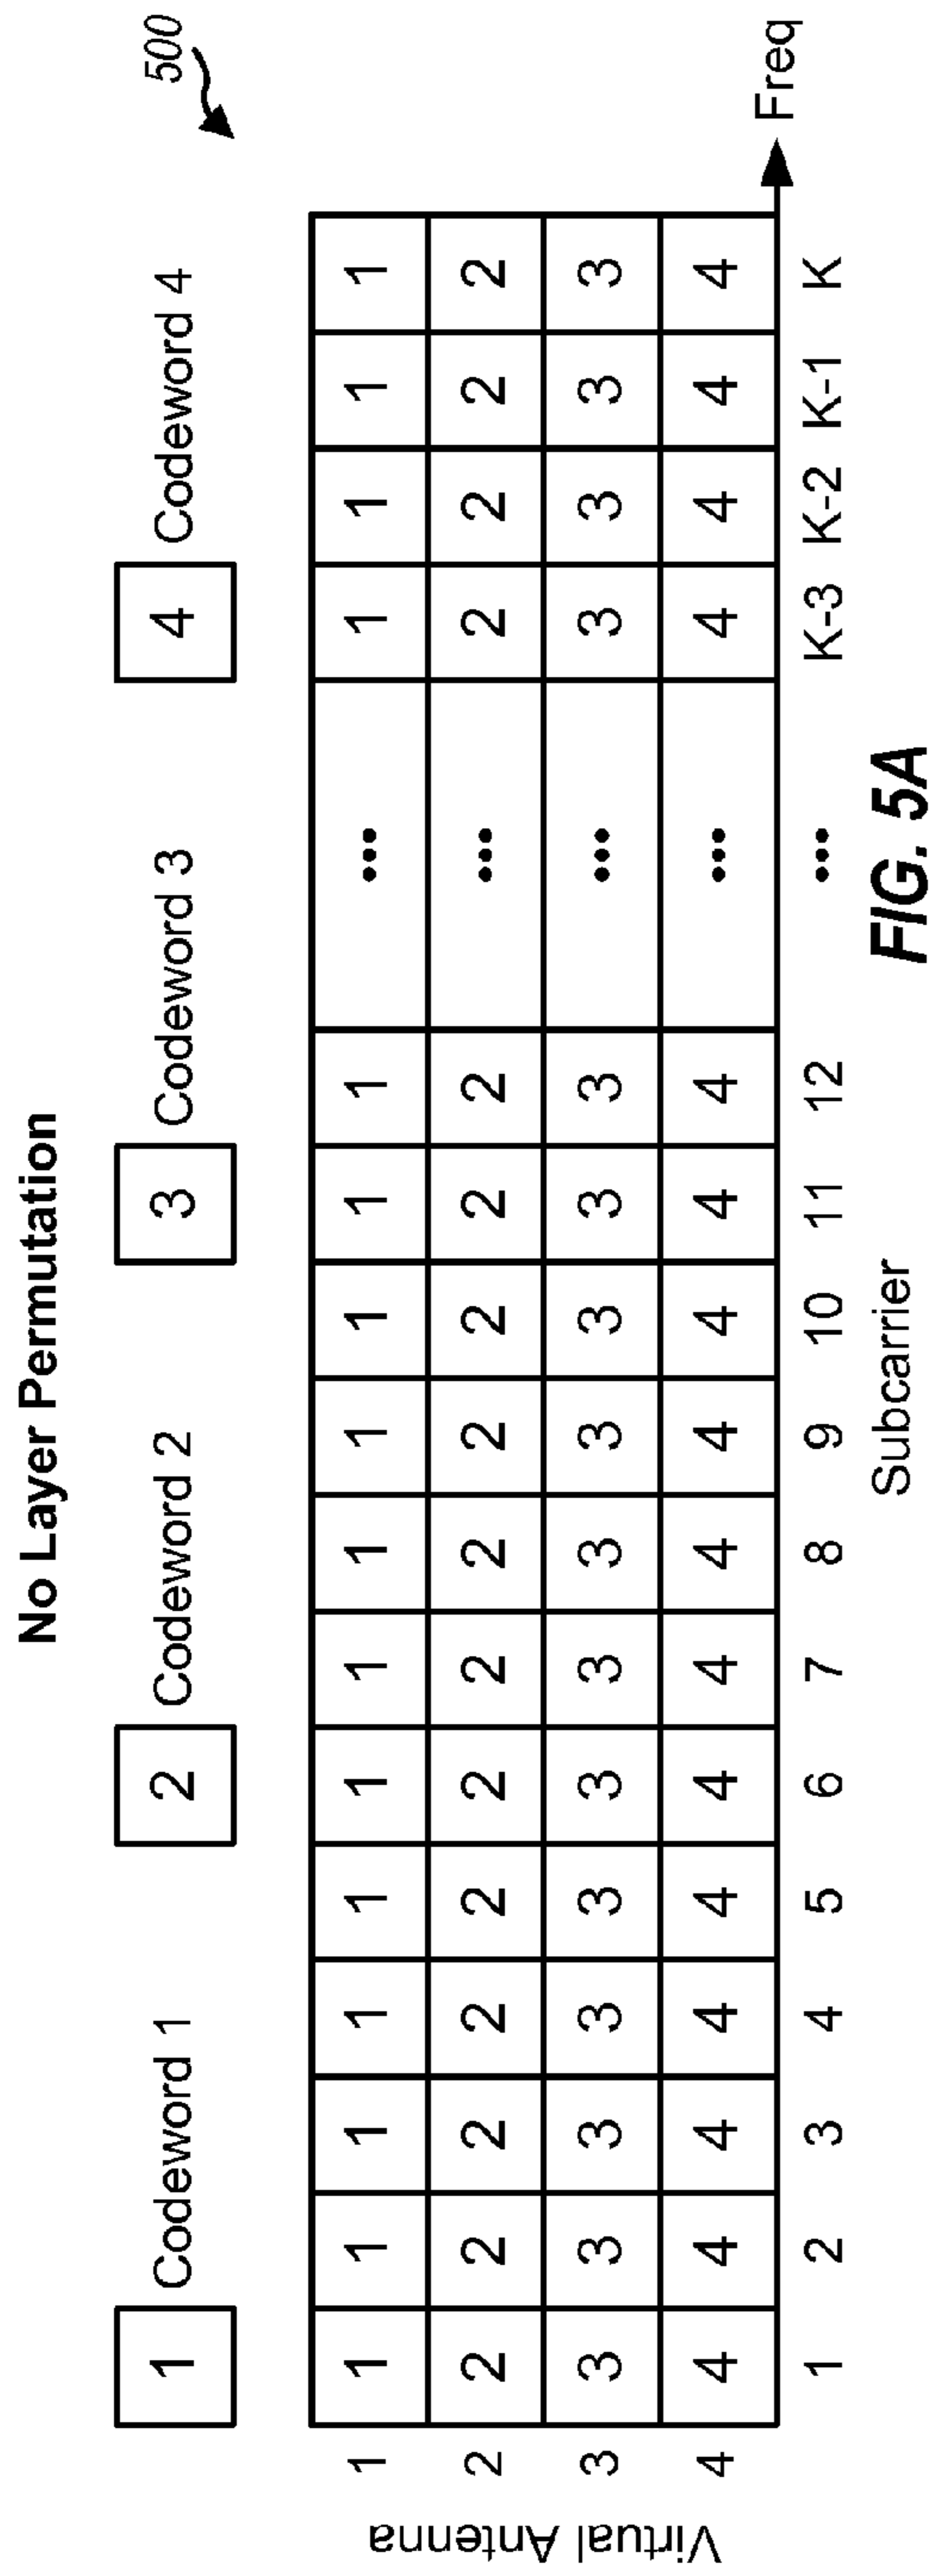 No Layer Permutation
500
1 Codeword 1 2 Codeword 2 3 Codeword 3 4 Codeword 4
Virtual Antenna
1 1 1 1 1 1 1 1 1 1 1 1 1 ... 1 1 1 1
2 2 2 2 2 2 2 2 2 2 2 2 2 ... 2 2 2 2
3 3 3 3 3 3 3 3 3 3 3 3 3 ... 3 3 3 3
4 4 4 4 4 4 4 4 4 4 4 4 4 ... 4 4 4 4
Freq
1 2 3 4 5 6 7 8 9 10 11 12 ... K-3 K-2 K-1 K
Subcarrier
FIG. 5A